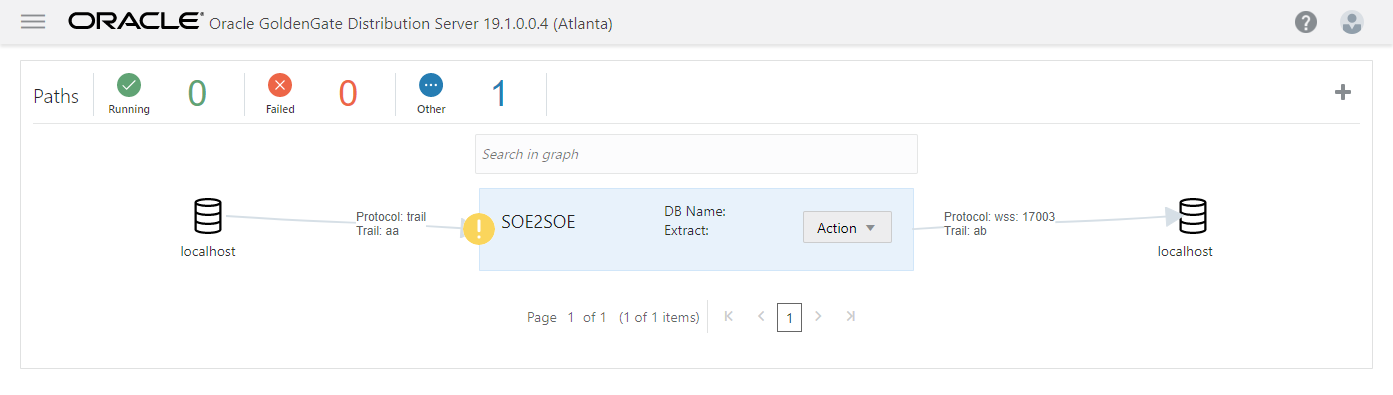 ORACLE Oracle GoldenGate Distribution Server 19.1.0.0.4 (Atlanta)
Paths
Running
0
Failed
0
Other
1
Search in graph
localhost
Protocol: trail
Trail: aa
SOE2SOE
DB Name:
Extract:
Action
Protocol: wss: 17003
Trail: ab
localhost
Page 1 of 1 (1 of 1 items) 1